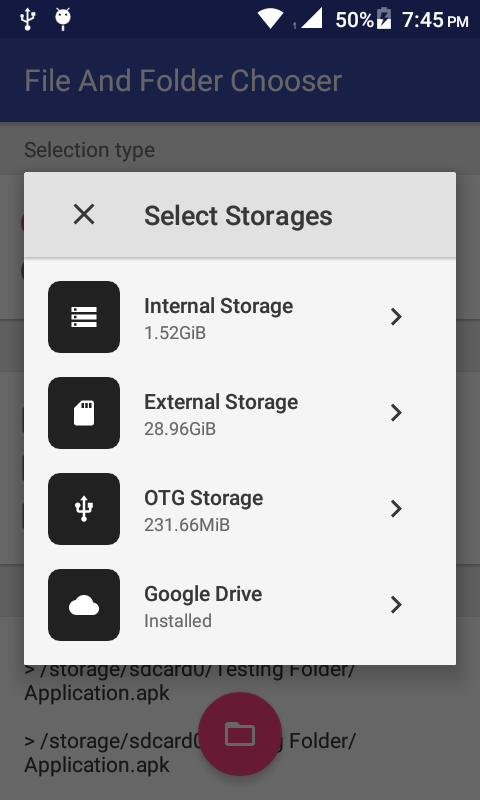 50% 7:45 PM
File And Folder Chooser
Selection type
Select Storages
Internal Storage
1.52GiB
External Storage
28.96GiB
OTG Storage
231.66MiB
Google Drive
Installed
> /storage/sdcard0/Testing Folder/
Application.apk
> /storage/sdcard0 g Folder/
Application.apk